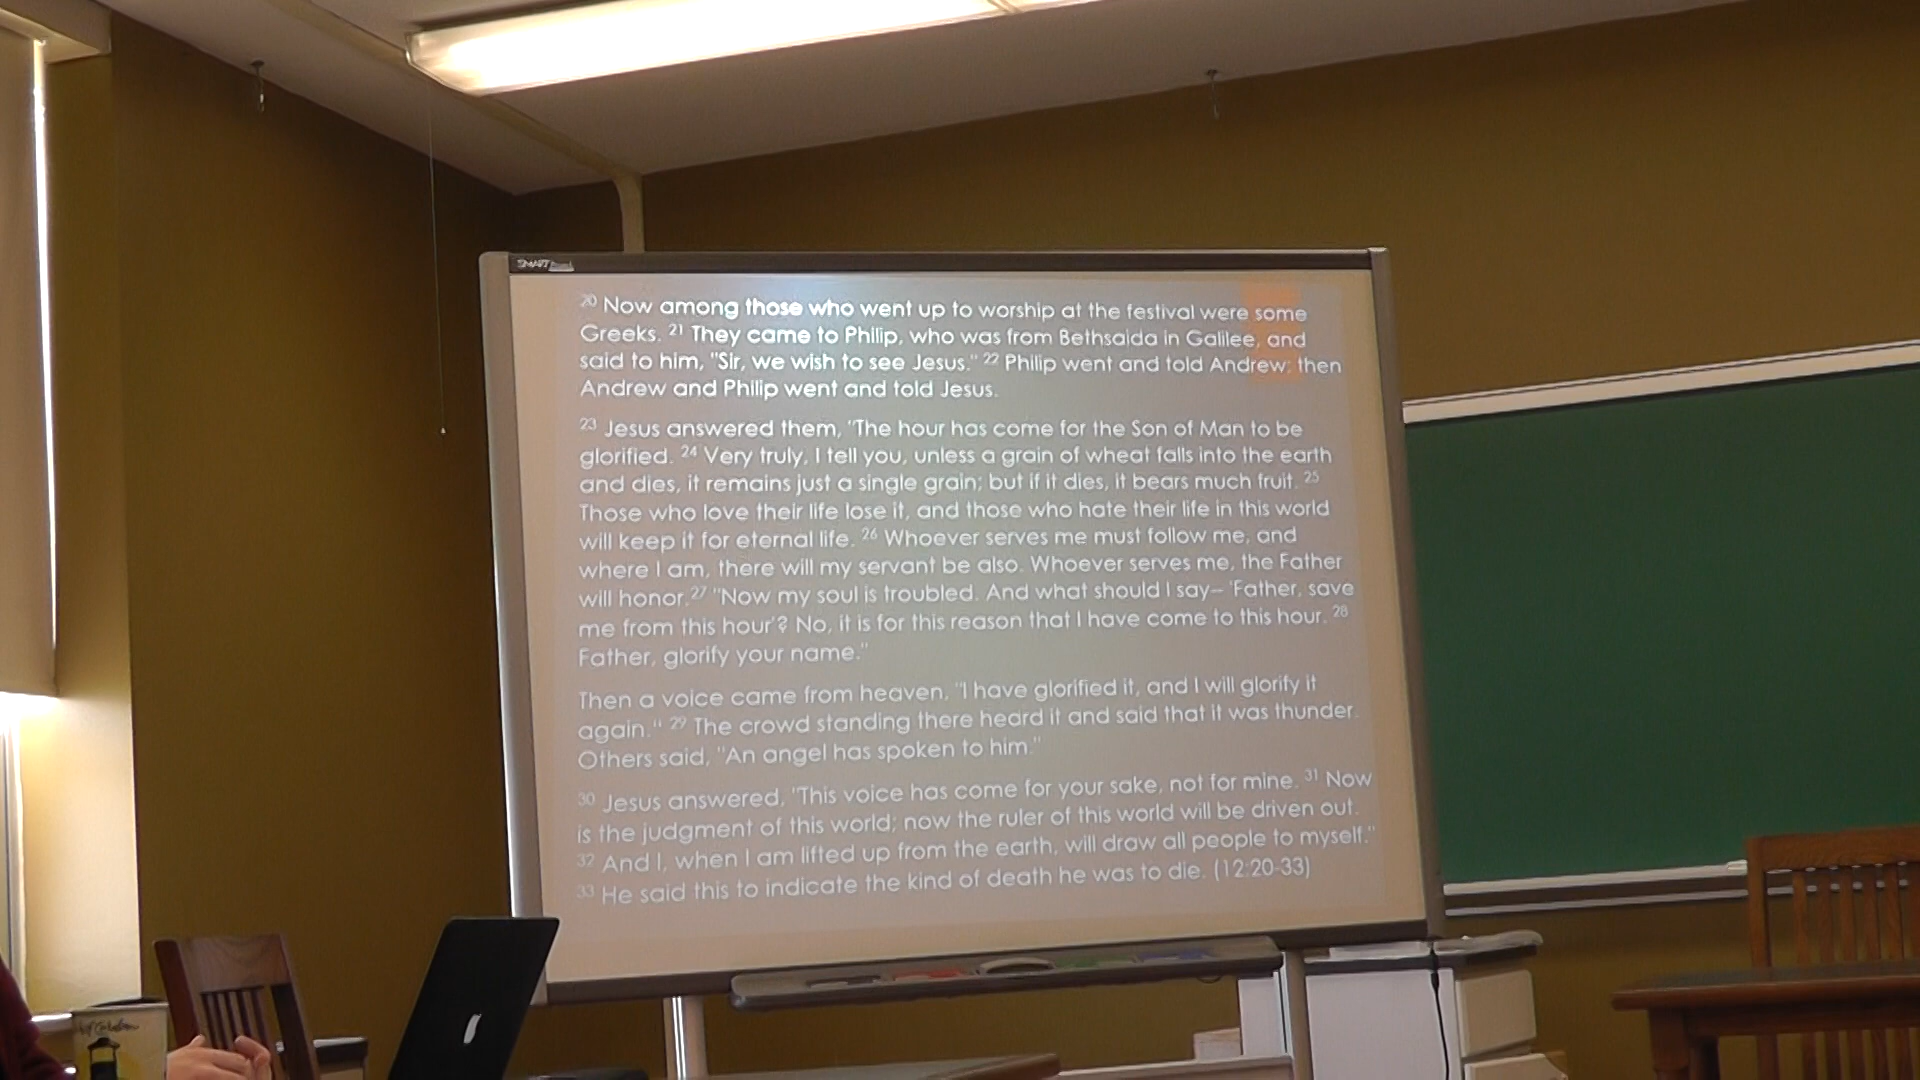 SMART
20 Now among those who went up to worship at the festival were some
Greeks. 21 They came to Philip, who was from Bethsaida in Galilee, and
said to him, "Sir, we wish to see Jesus." 22 Philip went and told Andrew; then
Andrew and Philip went and told Jesus.
23 Jesus answered them, "The hour has come for the Son of Man to be
glorified. 24 Very truly, I tell you, unless a grain of wheat falls into the earth
and dies, it remains just a single grain; but if it dies, it bears much fruit. 25
Those who love their life lose it, and those who hate their life in this world
will keep it for eternal life. 26 Whoever serves me must follow me, and
where I am, there will my servant be also. Whoever serves me, the Father
will honor.27 "Now my soul is troubled. And what should I say– 'Father, save
me from this hour'? No, it is for this reason that I have come to this hour. 28
Father, glorify your name."
Then a voice came from heaven, "I have glorified it, and I will glorify it
again." 29 The crowd standing there heard it and said that it was thunder.
Others said, "An angel has spoken to him."
30 Jesus answered, "This voice has come for your sake, not for mine. 31 Now
is the judgment of this world; now the ruler of this world will be driven out.
32 And I, when I am lifted up from the earth, will draw all people to myself."
33 He said this to indicate the kind of death he was to die. (12:20-33)